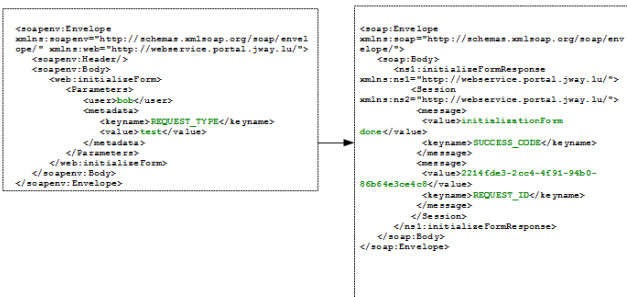 <soapenv:Envelope
xmlns:soapenv="http://schemas.xmlsoap.org/soap/envel
ope/" xmlns:web="http://webservice.portal.jway.lu/">
<soapenv:Header/>
<soapenv:Body>
<web:initializeForm>
<Parameters>
<user>bob</user>
<metadata>
<keyname>REQUEST_TYPE</keyname>
<value>test</value>
</metadata>
</Parameters>
</web:initializeForm>
</soapenv:Body>
</soapenv:Envelope>
<soap:Envelope
xmlns:soap="http://schemas.xmlsoap.org/soap/env
elope/">
<soap:Body>
<ns1:initializeFormResponse
xmlns:ns1="http://webservice.portal.jway.lu/">
<Session
xmlns:ns2="http://webservice.portal.jway.lu/">
<message>
<value>initialisationForm
done</value>
<keyname>SUCCESS_CODE</keyname>
</message>
<message>
<value>2214fde3-2cc4-4f91-94b0-
86b64e3ce4c8</value>
<keyname>REQUEST_ID</keyname>
</message>
</Session>
</ns1:initializeFormResponse>
</soap:Body>
</soap:Envelope>